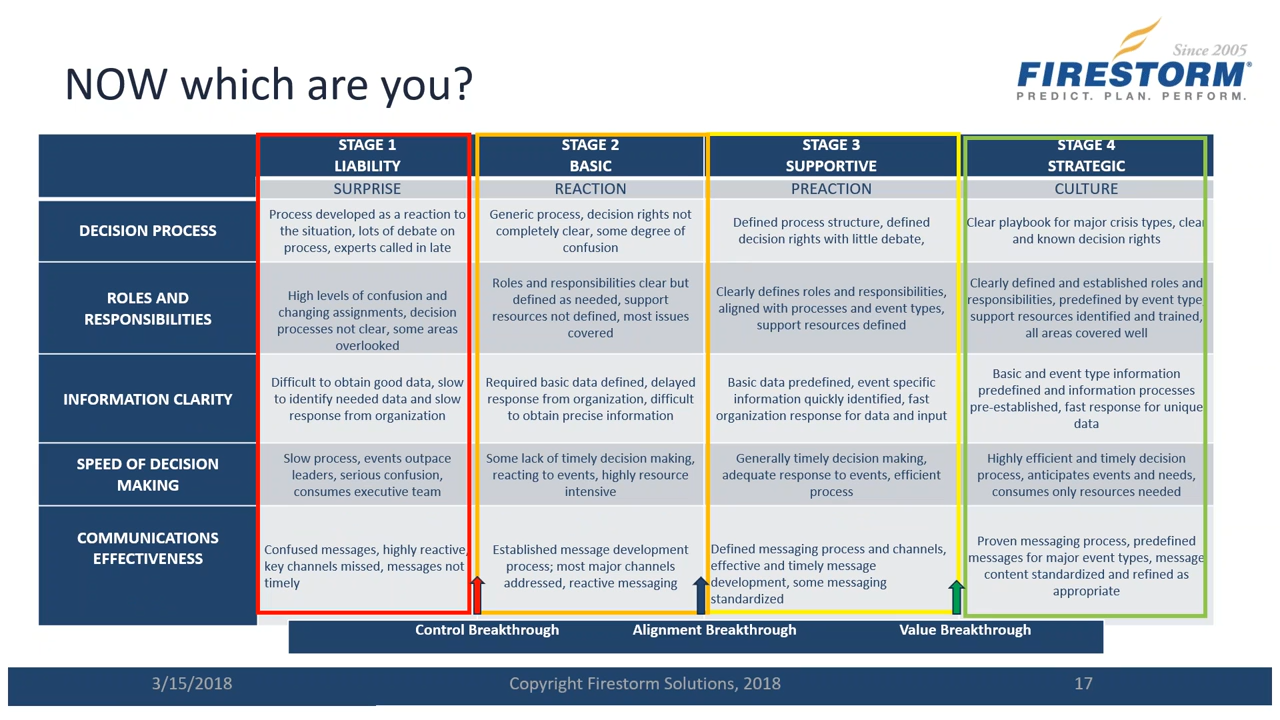 NOW which are you?
Since 2005
FIRESTORM®
PREDICT. PLAN. PERFORM.
STAGE 1
LIABILITY
STAGE 2
BASIC
STAGE 3
SUPPORTIVE
STAGE 4
STRATEGIC
SURPRISE
REACTION
PREACTION
CULTURE
DECISION PROCESS
Process developed as a reaction to
the situation, lots of debate on
process, experts called in late
Generic process, decision rights not
completely clear, some degree of
confusion
Defined process structure, defined
decision rights with little debate,
Clear playbook for major crisis types, clear
and known decision rights
ROLES AND
RESPONSIBILITIES
High levels of confusion and
changing assignments, decision
processes not clear, some areas
overlooked
Roles and responsibilities clear but
defined as needed, support
resources not defined, most issues
covered
Clearly defines roles and responsibilities,
aligned with processes and event types,
support resources defined
Clearly defined and established roles and
responsibilities, predefined by event type,
support resources identified and trained,
all areas covered well
INFORMATION CLARITY
Difficult to obtain good data, slow
to identify needed data and slow
response from organization
Required basic data defined, delayed
response from organization, difficult
to obtain precise information
Basic data predefined, event specific
information quickly identified, fast
organization response for data and input
Basic and event type information
predefined and information processes
pre-established, fast response for unique
data
SPEED OF DECISION
MAKING
Slow process, events outpace
leaders, serious confusion,
consumes executive team
Some lack of timely decision making,
reacting to events, highly resource
intensive
Generally timely decision making,
adequate response to events, efficient
process
Highly efficient and timely decision
process, anticipates events and needs,
consumes only resources needed
COMMUNICATIONS
EFFECTIVENESS
Confused messages, highly reactive,
key channels missed, messages not
timely
Established message development
process; most major channels
addressed, reactive messaging
Defined messaging process and channels,
effective and timely message
development, some messaging
standardized
Proven messaging process, predefined
messages for major event types, message
content standardized and refined as
appropriate
Control Breakthrough
Alignment Breakthrough
Value Breakthrough
3/15/2018
Copyright Firestorm Solutions, 2018
17